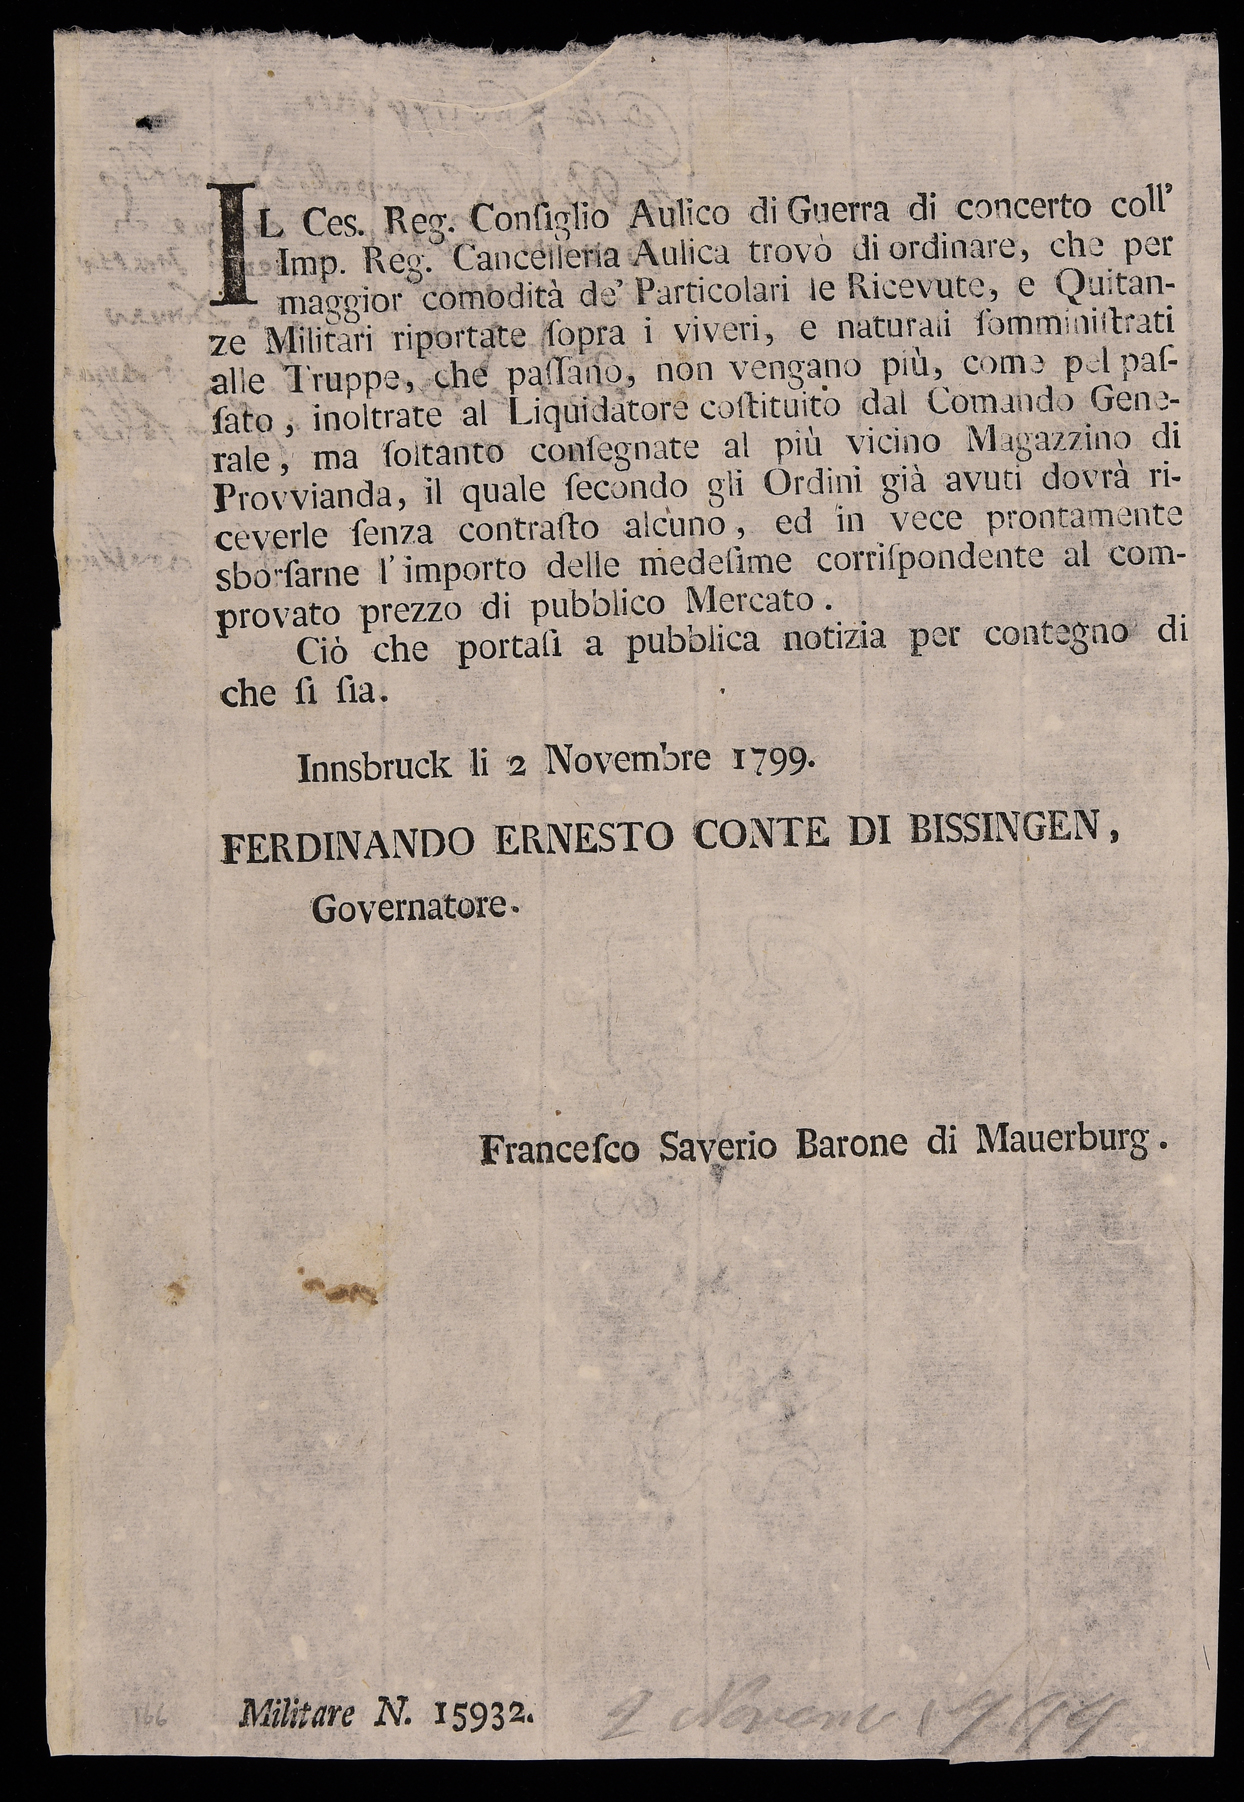 IL Ces. Reg. Conſiglio Aulico di Guerra di concerto coll'
Imp. Reg. Cancelleria Aulica trovò di ordinare, che per
maggior comodità de' Particolari le Ricevute, e Quitan-
ze Militari riportate ſopra i viveri, e naturali ſomminiſtrati
alle Truppe, che paſſano, non vengano più, come pel paſ-
ſato, inoltrate al Liquidatore coſtituito dal Comando Gene-
rale, ma ſoltanto conſegnate al più vicino Magazzino di
Provvianda, il quale ſecondo gli Ordini già avuti dovrà ri-
ceverle ſenza contraſto alcuno, ed in vece prontamente
sborſarne l'importo delle medeſime corriſpondente al com-
provato prezzo di pubblico Mercato.
Ciò che portaſi a pubblica notizia per contegno di
che ſi ſia.
Innsbruck li 2 Novembre 1799.
FERDINANDO ERNESTO CONTE DI BISSINGEN,
Governatore.
Franceſco Saverio Barone di Mauerburg.
Militare N. 15932.
2 Novem 1799
166